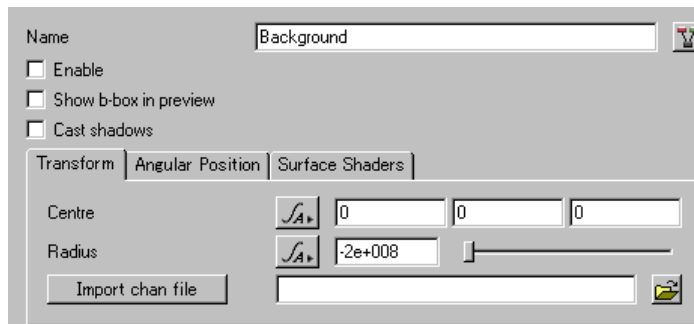 Name Background
Enable
Show b-box in preview
Cast shadows
Transform Angular Position Surface Shaders
Centre 0 0 0
Radius -2e+008
Import chan file